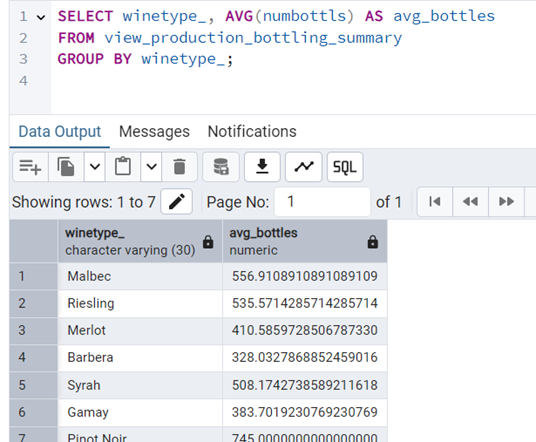 1 SELECT winetype_, AVG(numbottls) AS avg_bottles
2 FROM view_production_bottling_summary
3 GROUP BY winetype_;
4
Data Output Messages Notifications
SQL
Showing rows: 1 to 7 Page No: 1 of 1
winetype_ avg_bottles
character varying (30) numeric
1 Malbec 556.9108910891089109
2 Riesling 535.5714285714285714
3 Merlot 410.5859728506787330
4 Barbera 328.0327868852459016
5 Syrah 508.1742738589211618
6 Gamay 383.7019230769230769
7 Pinot Noir 745.0000000000000000